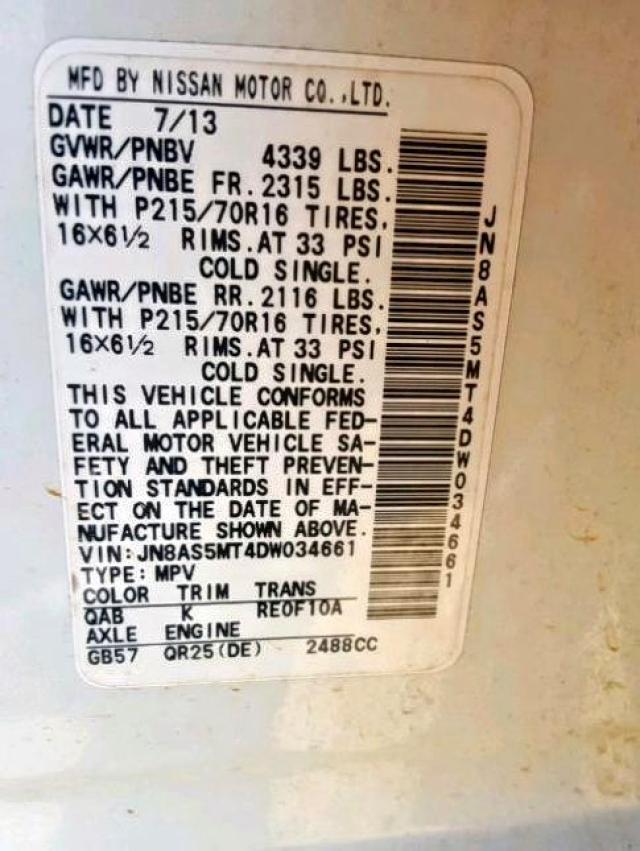 MFD BY NISSAN MOTOR CO.,LTD.
DATE 7/13
GVWR/PNBV 4339 LBS.
GAWR/PNBE FR.2315 LBS.
WITH P215/70R16 TIRES,
16X6½ RIMS.AT 33 PSI
COLD SINGLE.
GAWR/PNBE RR.2116 LBS.
WITH P215/70R16 TIRES,
16X6½ RIMS.AT 33 PSI
COLD SINGLE.
THIS VEHICLE CONFORMS
TO ALL APPLICABLE FED-
ERAL MOTOR VEHICLE SA-
FETY AND THEFT PREVEN-
TION STANDARDS IN EFF-
ECT ON THE DATE OF MA-
NUFACTURE SHOWN ABOVE.
VIN:JN8AS5MT4DW034661
TYPE:MPV
COLOR TRIM TRANS
QAB K RE0F10A
AXLE ENGINE
GB57 QR25(DE) 2488CC
JN8AS5MT4DW034661